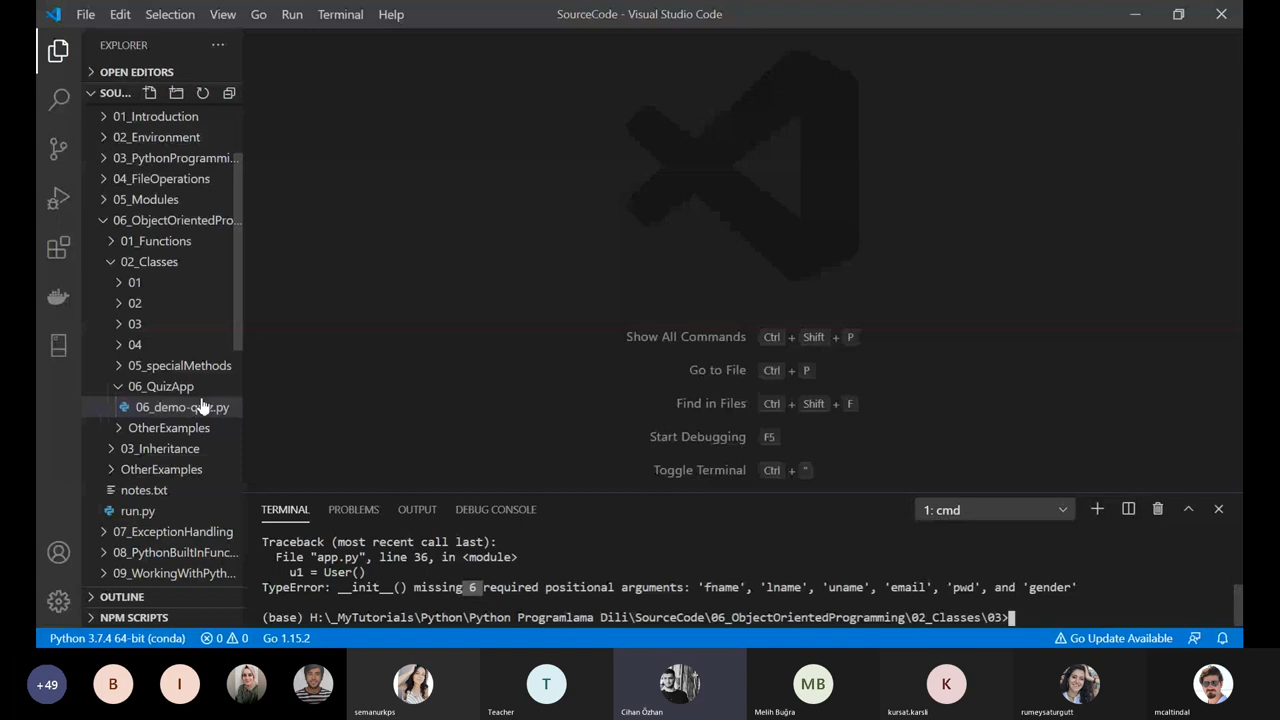 File Edit Selection View Go Run Terminal Help
SourceCode - Visual Studio Code
EXPLORER
OPEN EDITORS
SOU...
01_Introduction
02_Environment
03_PythonProgrammi...
04_FileOperations
05_Modules
06_ObjectOrientedPro...
01_Functions
02_Classes
01
02
03
04
05_specialMethods
06_QuizApp
06_demo-quiz.py
OtherExamples
03_Inheritance
OtherExamples
notes.txt
run.py
07_ExceptionHandling
08_PythonBuiltInFunc...
09_WorkingWithPyth...
OUTLINE
NPM SCRIPTS
Show All Commands Ctrl + Shift + P
Go to File Ctrl + P
Find in Files Ctrl + Shift + F
Start Debugging F5
Toggle Terminal Ctrl + "
TERMINAL PROBLEMS OUTPUT DEBUG CONSOLE
1: cmd
Traceback (most recent call last):
File "app.py", line 36, in <module>
u1 = User()
TypeError: __init__() missing 6 required positional arguments: 'fname', 'lname', 'uname', 'email', 'pwd', and 'gender'
(base) H:\_MyTutorials\Python\Python Programlama Dili\SourceCode\06_ObjectOrientedProgramming\02_Classes\03>
Python 3.7.4 64-bit (conda) 0 0 Go 1.15.2
Go Update Available
+49 B I T MB K
semanurkps Teacher Cihan Özhan Melih Buğra kursat.karsli rumeysaturgutt mcaltindal